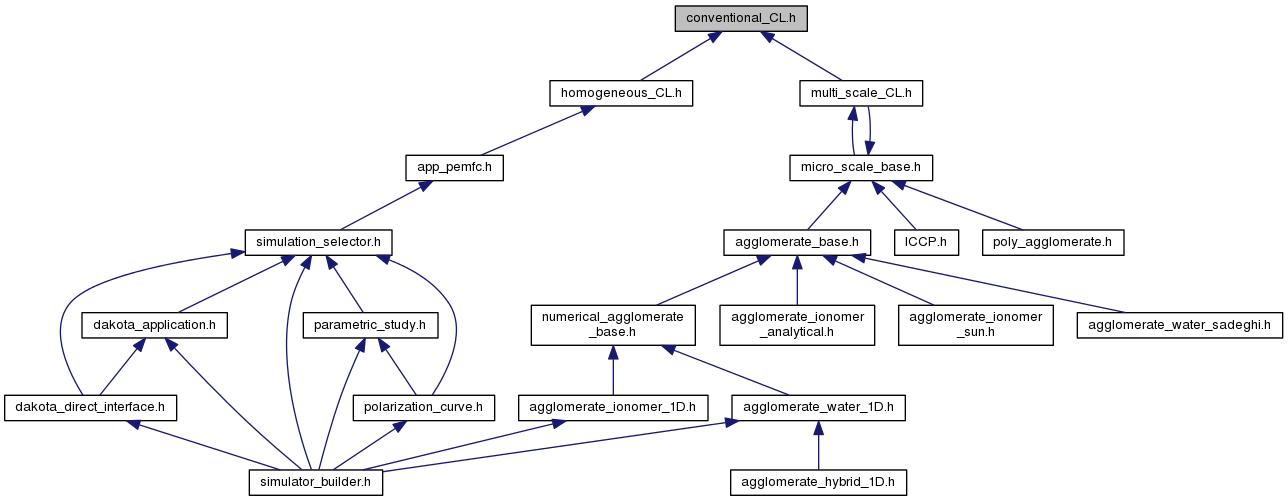 conventional_CL.h
homogeneous_CL.h
multi_scale_CL.h
app_pemfc.h
micro_scale_base.h
simulation_selector.h
agglomerate_base.h
ICCP.h
poly_agglomerate.h
dakota_application.h
parametric_study.h
numerical_agglomerate
_base.h
agglomerate_ionomer
_analytical.h
agglomerate_ionomer
_sun.h
agglomerate_water_sadeghi.h
dakota_direct_interface.h
polarization_curve.h
agglomerate_ionomer_1D.h
agglomerate_water_1D.h
simulator_builder.h
agglomerate_hybrid_1D.h